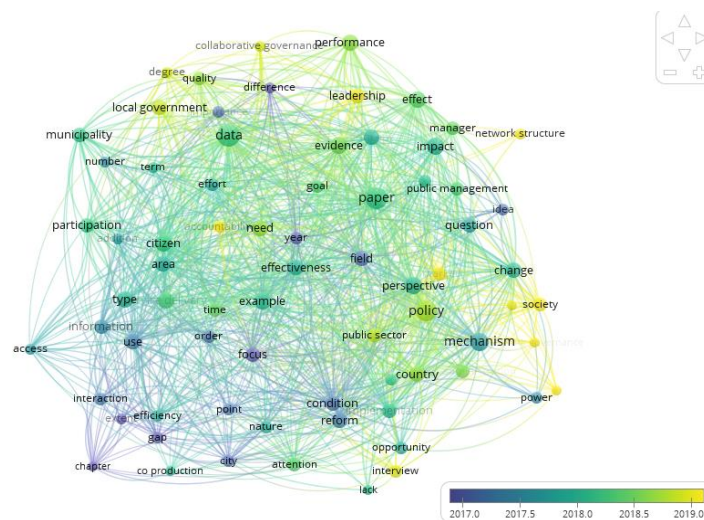 performance
collaborative governance
degree
quality
difference
leadership
effect
local government
municipality
data
manager
network structure
evidence
impact
number
term
effort
goal
public management
paper
idea
participation
accountability
need
question
year
citizen
area
field
effectiveness
perspective
change
type
example
time
policy
society
information
public sector
mechanism
access
use
order
focus
country
interaction
condition
power
extent
efficiency
point
reform
gap
nature
opportunity
chapter
co production
city
attention
interview
lack
2017.0
2017.5
2018.0
2018.5
2019.0